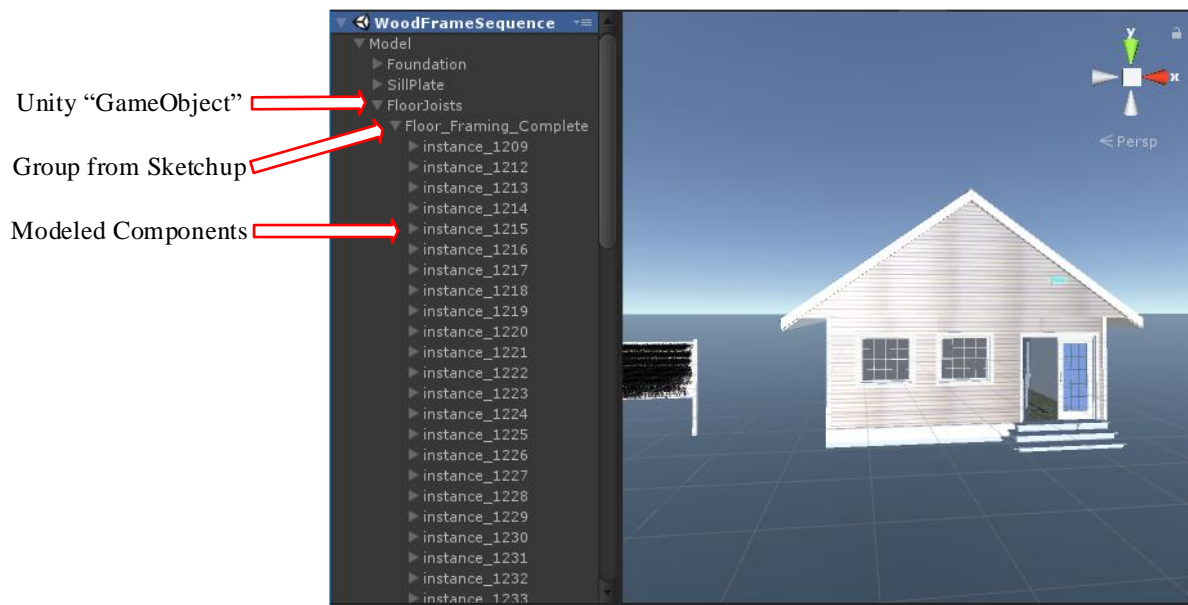 WoodFrameSequence
Model
Foundation
SillPlate
Unity “GameObject”
FloorJoists
Floor_Framing_Complete
instance_1209
Group from Sketchup
instance_1212
instance_1213
instance_1214
Modeled Components
instance_1215
instance_1216
instance_1217
instance_1218
instance_1219
instance_1220
instance_1221
instance_1222
instance_1223
instance_1224
instance_1225
instance_1226
instance_1227
instance_1228
instance_1229
instance_1230
instance_1231
instance_1232
instance_1233
y
x
Persp